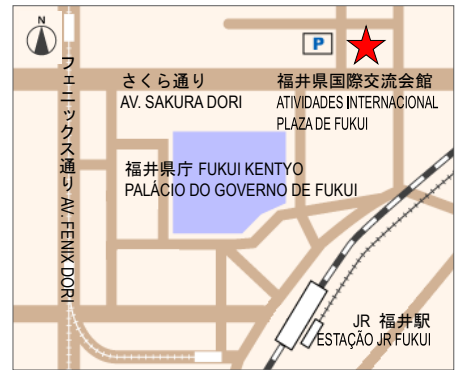 N
P
さくら通り
AV. SAKURA DORI
福井県国際交流会館
ATIVIDADES INTERNACIONAL
PLAZA DE FUKUI
フェニックス通り AV. FENIX DORI
福井県庁 FUKUI KENTYO
PALÁCIO DO GOVERNO DE FUKUI
JR 福井駅
ESTAÇÃO JR FUKUI